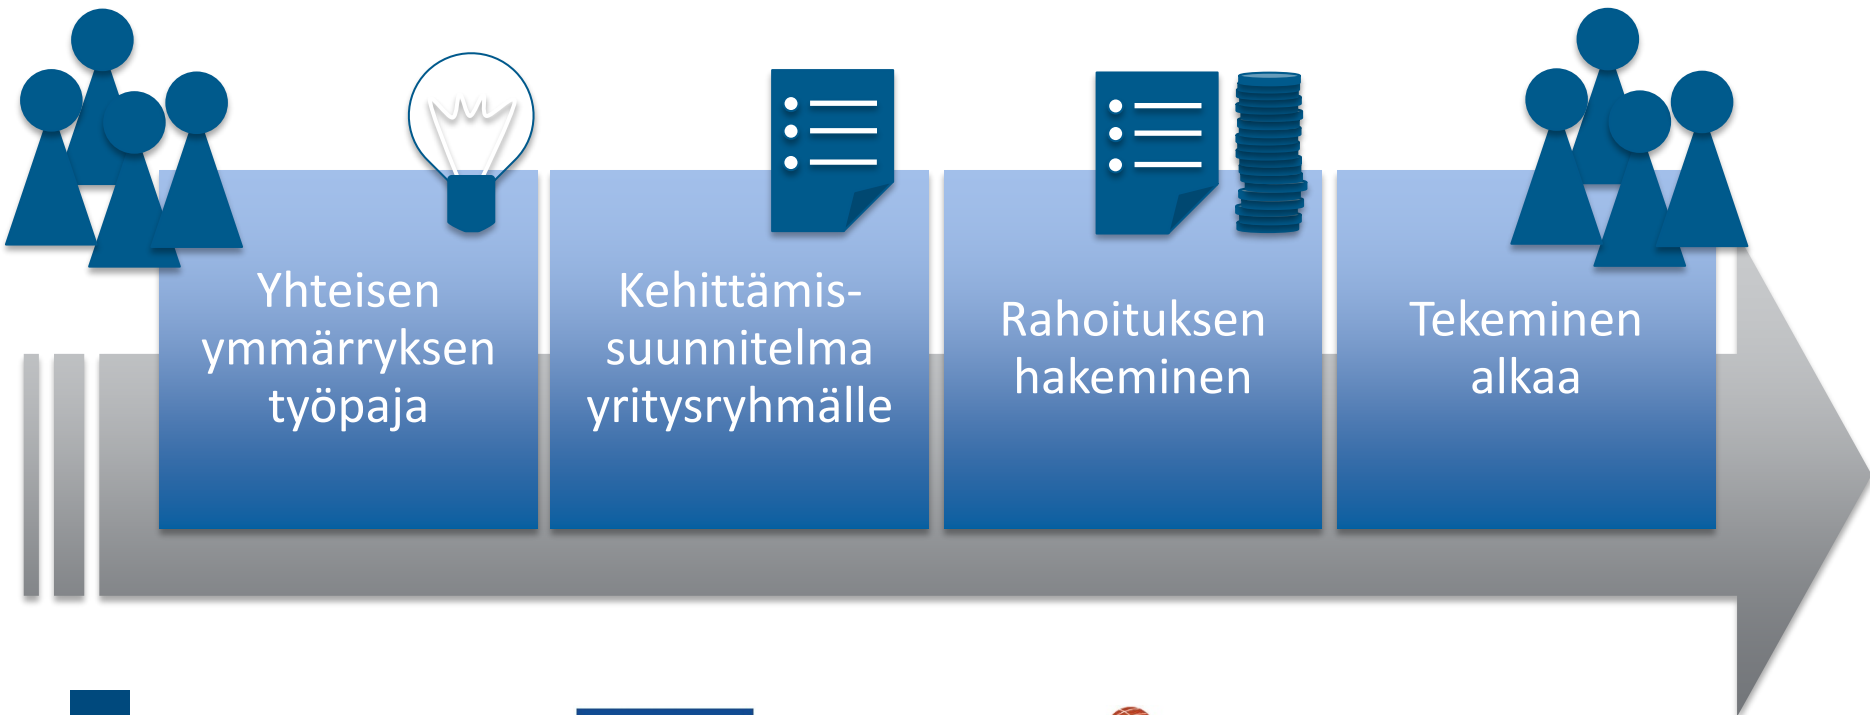 Yhteisen
ymmärryksen
työpaja
Kehittämis-
suunnitelma
yritysryhmälle
Rahoituksen
hakeminen
Tekeminen
alkaa